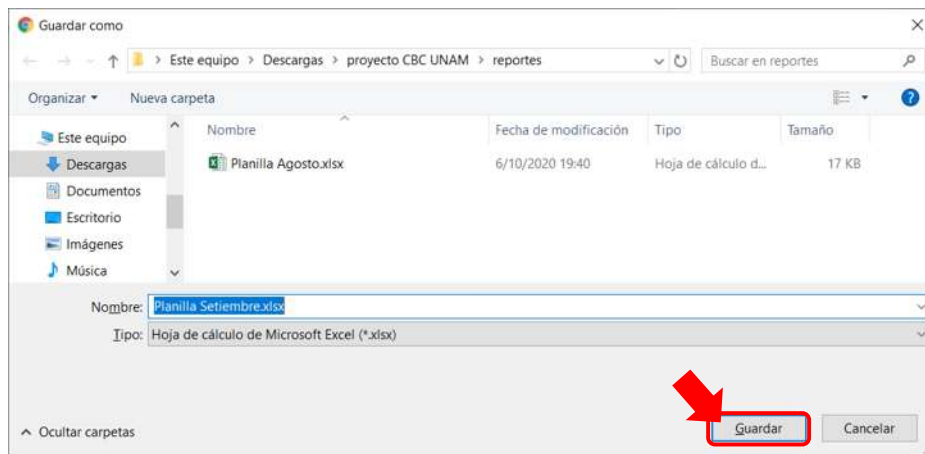 Guardar como
Este equipo > Descargas > proyecto CBC UNAM > reportes
Buscar en reportes
Organizar
Nueva carpeta
Nombre
Fecha de modificación
Tipo
Tamaño
Este equipo
Descargas
Documentos
Escritorio
Imágenes
Música
Planilla Agosto.xlsx
6/10/2020 19:40
Hoja de cálculo d...
17 KB
Nombre: Planilla Setiembre.xlsx
Tipo: Hoja de cálculo de Microsoft Excel (*.xlsx)
Ocultar carpetas
Guardar
Cancelar